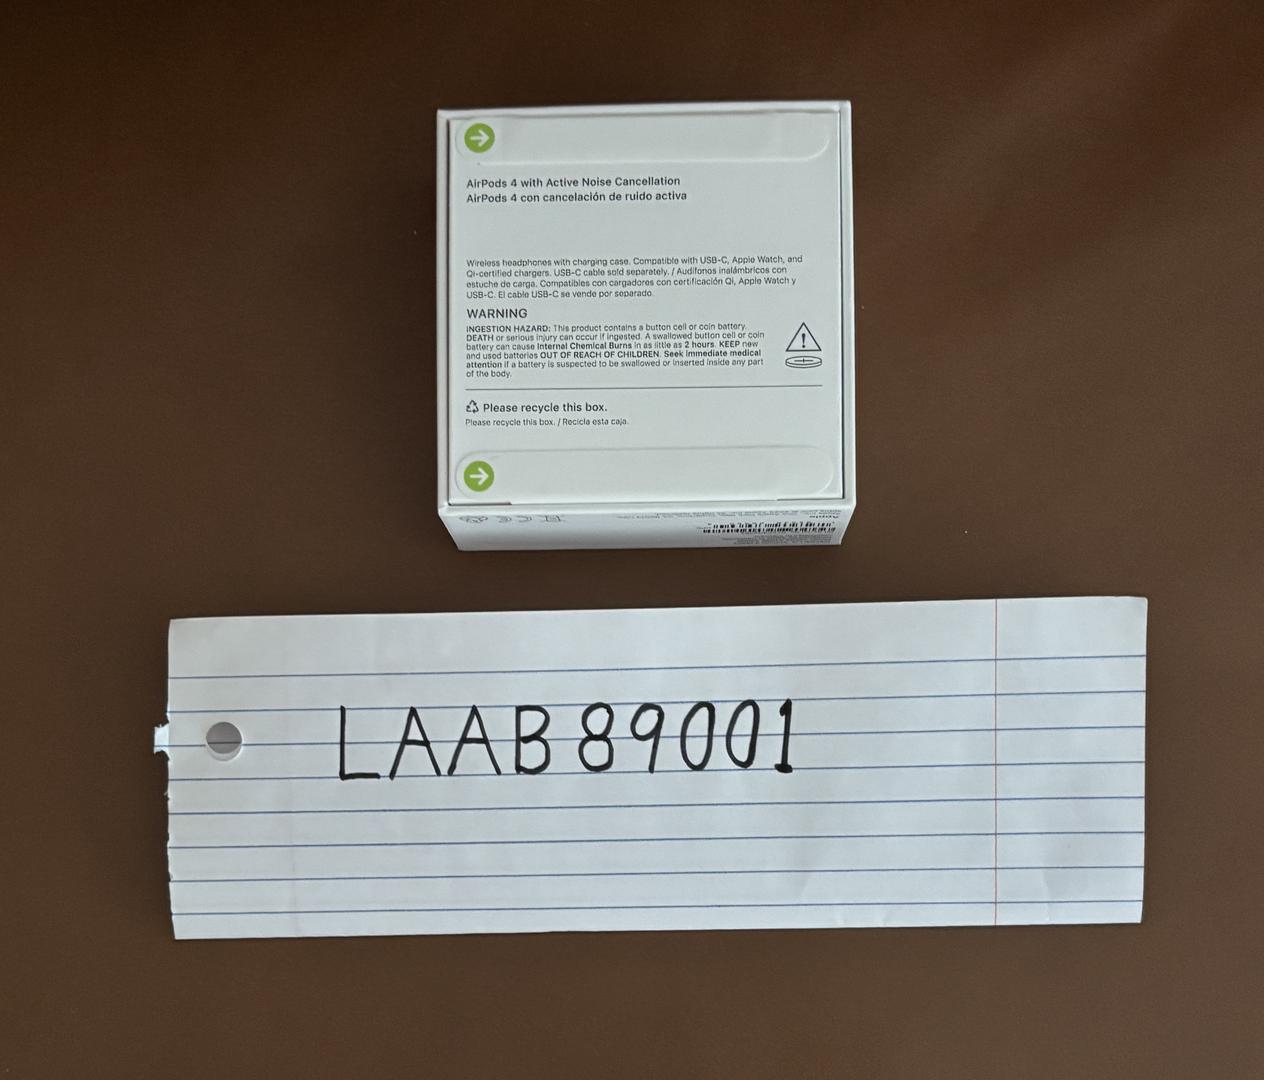 AirPods 4 with Active Noise Cancellation
AirPods 4 con cancelación de ruido activa
Wireless headphones with charging case. Compatible with USB-C, Apple Watch, and
Qi-certified chargers. USB-C cable sold separately. / Audífonos inalámbricos con
estuche de carga. Compatibles con cargadores con certificación Qi, Apple Watch y
USB-C. El cable USB-C se vende por separado.
WARNING
INGESTION HAZARD: This product contains a button cell or coin battery.
DEATH or serious injury can occur if ingested. A swallowed button cell or coin
battery can cause Internal Chemical Burns in as little as 2 hours. KEEP new
and used batteries OUT OF REACH OF CHILDREN. Seek immediate medical
attention if a battery is suspected to be swallowed or inserted inside any part
of the body.
Please recycle this box.
Please recycle this box. / Recicla esta caja.
LAAB89001